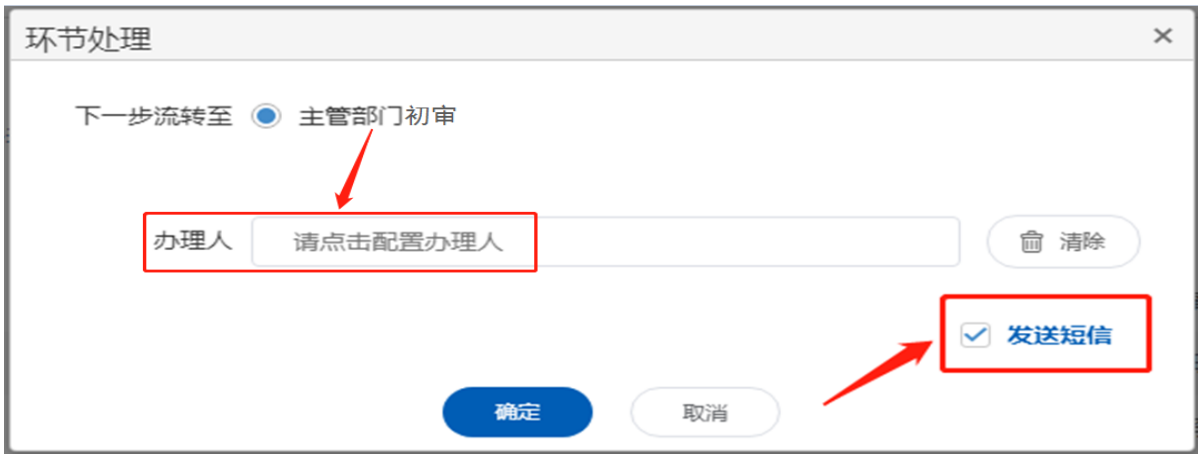 环节处理
下一步流转至 主管部门初审
办理人 请点击配置办理人 清除
发送短信
确定 取消